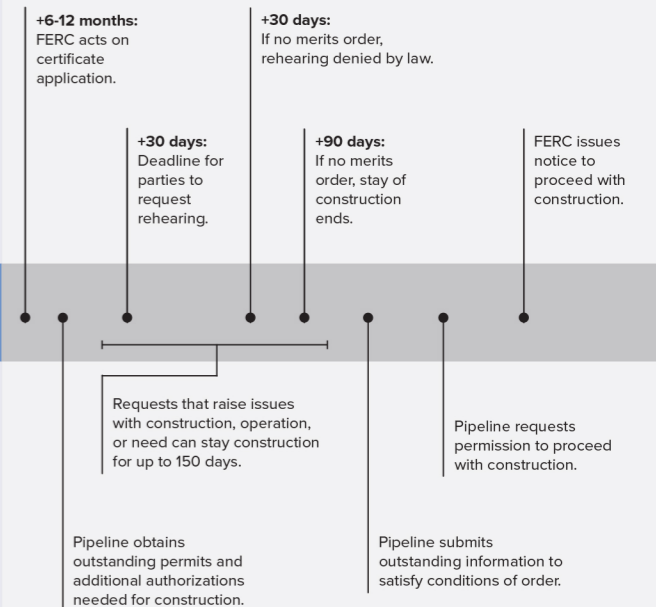 +6-12 months:
FERC acts on
certificate
application.
+30 days:
If no merits order,
rehearing denied by law.
+30 days:
Deadline for
parties to
request
rehearing.
+90 days:
If no merits
order, stay of
construction
ends.
FERC issues
notice to
proceed with
construction.
Requests that raise issues
with construction, operation,
or need can stay construction
for up to 150 days.
Pipeline requests
permission to proceed
with construction.
Pipeline obtains
outstanding permits and
additional authorizations
needed for construction.
Pipeline submits
outstanding information to
satisfy conditions of order.